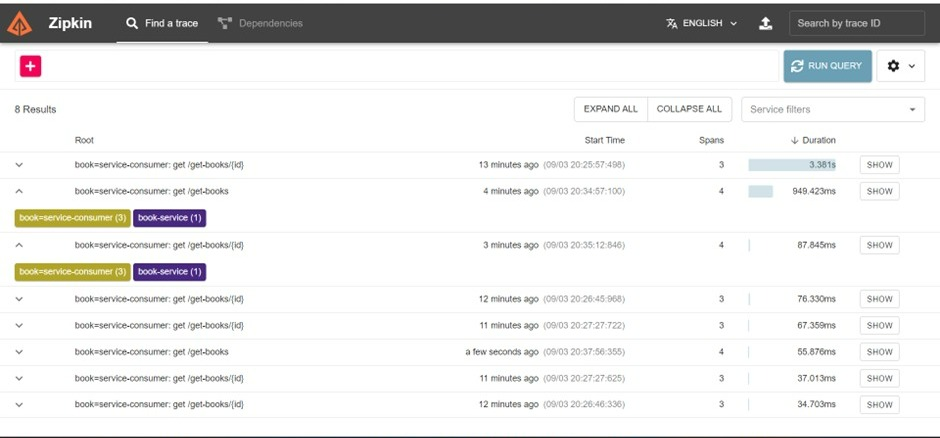 Zipkin Find a trace Dependencies ENGLISH Search by trace ID
+ RUN QUERY
8 Results EXPAND ALL COLLAPSE ALL Service filters
Root Start Time Spans Duration
book=service-consumer: get /get-books/{id} 13 minutes ago (09/03 20:25:57:498) 3 3.381s SHOW
book=service-consumer: get /get-books 4 minutes ago (09/03 20:34:57:100) 4 949.423ms SHOW
book=service-consumer (3) book-service (1)
book=service-consumer: get /get-books/{id} 3 minutes ago (09/03 20:35:12:846) 4 87.845ms SHOW
book=service-consumer (3) book-service (1)
book=service-consumer: get /get-books/{id} 12 minutes ago (09/03 20:26:45:968) 3 76.330ms SHOW
book=service-consumer: get /get-books/{id} 11 minutes ago (09/03 20:27:27:722) 3 67.359ms SHOW
book=service-consumer: get /get-books a few seconds ago (09/03 20:37:56:355) 4 55.876ms SHOW
book=service-consumer: get /get-books/{id} 11 minutes ago (09/03 20:27:27:625) 3 37.013ms SHOW
book=service-consumer: get /get-books/{id} 12 minutes ago (09/03 20:26:46:336) 3 34.703ms SHOW